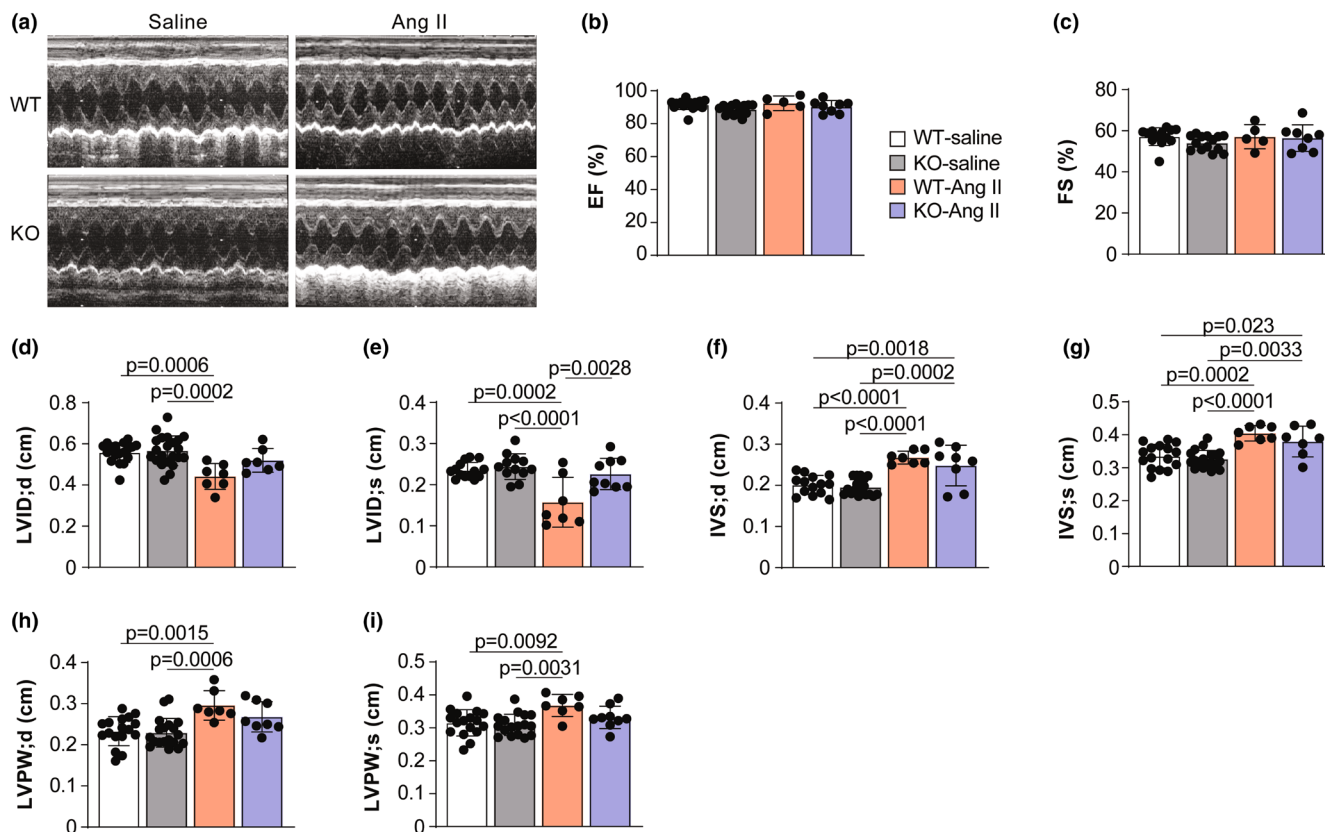 (a)
Saline
Ang II
WT
KO
(b)
100
80
60
40
20
0
EF (%)
WT-saline
KO-saline
WT-Ang II
KO-Ang II
(c)
80
60
40
20
0
FS (%)
(d)
p=0.0006
p=0.0002
0.8
0.6
0.4
0.2
0
LVID;d (cm)
(e)
p=0.0028
p=0.0002
p<0.0001
0.4
0.3
0.2
0.1
0
LVID;s (cm)
(f)
p=0.0018
p=0.0002
p<0.0001
p<0.0001
0.4
0.3
0.2
0.1
0
IVS;d (cm)
(g)
p=0.023
p=0.0033
p=0.0002
p<0.0001
0.5
0.4
0.3
0.2
0.1
0
IVS;s (cm)
(h)
p=0.0015
p=0.0006
0.4
0.3
0.2
0.1
0
LVPW;d (cm)
(i)
p=0.0092
p=0.0031
0.5
0.4
0.3
0.2
0.1
0
LVPW;s (cm)